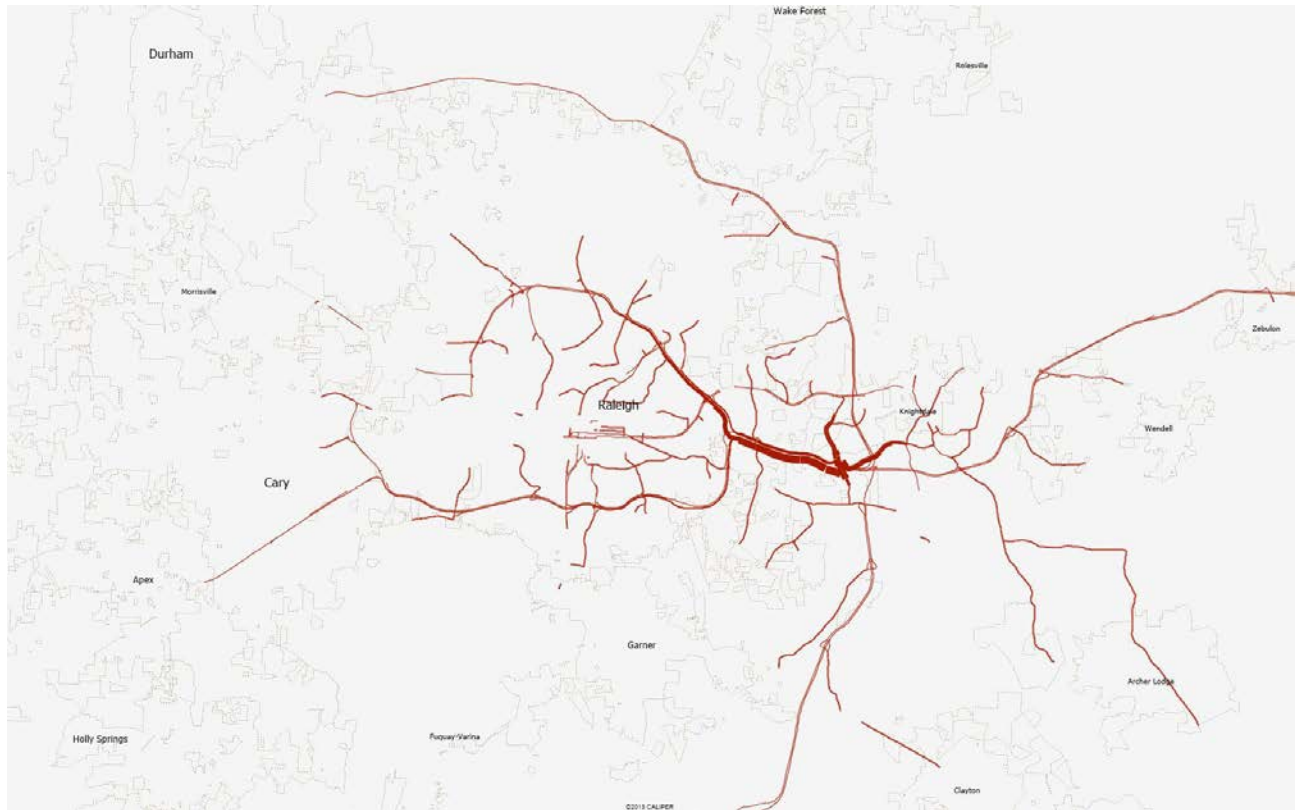 Wake Forest
Durham
Rolesville
Morrisville
Zebulon
Raleigh
Knightdale
Wendell
Cary
Apex
Garner
Archer Lodge
Holly Springs
Fuquay-Varina
Clayton
©2018 CALIPER